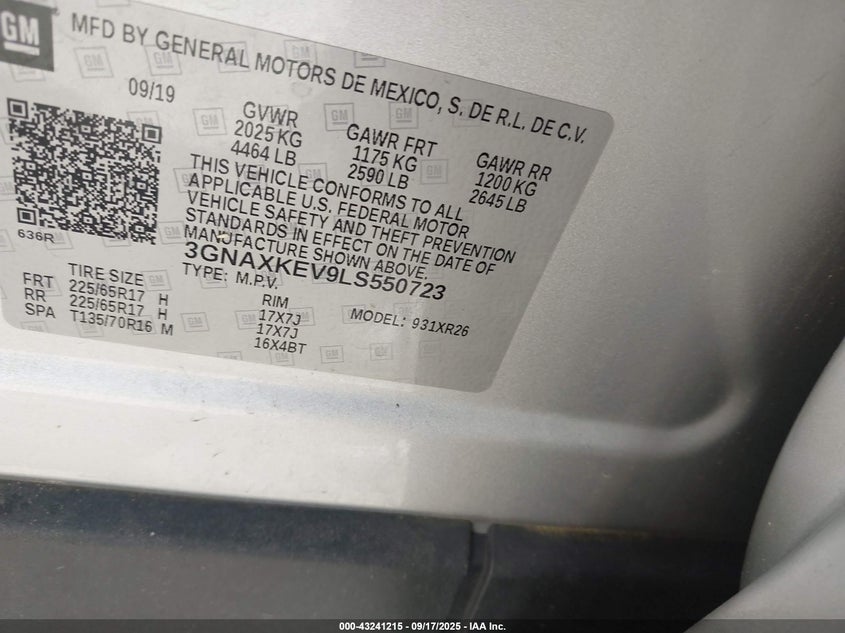 GM
MFD BY GENERAL MOTORS DE MEXICO, S. DE R.L. DE C.V.
09/19
GVWR
2025 KG
4464 LB
GAWR FRT
1175 KG
2590 LB
GAWR RR
1200 KG
2645 LB
THIS VEHICLE CONFORMS TO ALL
APPLICABLE U.S. FEDERAL MOTOR
VEHICLE SAFETY AND THEFT PREVENTION
STANDARDS IN EFFECT ON THE DATE OF
MANUFACTURE SHOWN ABOVE.
3GNAXKEV9LS550723
636R
TYPE: M.P.V.
MODEL: 931XR26
TIRE SIZE RIM
FRT 225/65R17 H 17X7J
RR 225/65R17 H 17X7J
SPA T135/70R16 M 16X4BT
000-43241215 - 09/17/2025 - IAA Inc.